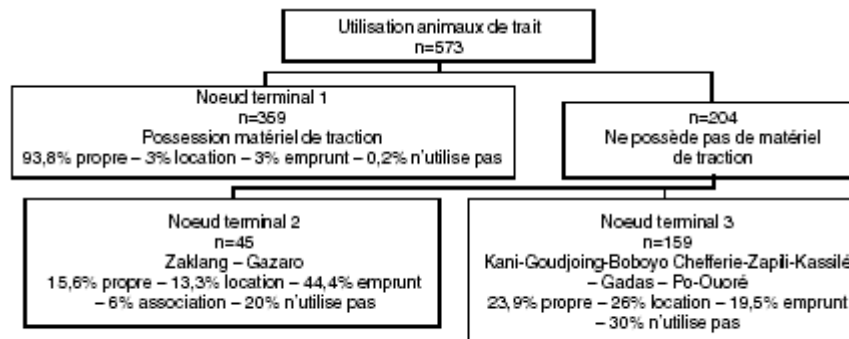 Utilisation animaux de trait
n=573
Noeud terminal 1
n=359
Possession matériel de traction
93,8% propre – 3% location – 3% emprunt – 0,2% n'utilise pas
n=204
Ne possède pas de matériel
de traction
Noeud terminal 2
n=45
Zaklang – Gazaro
15,6% propre – 13,3% location – 44,4% emprunt
– 6% association – 20% n'utilise pas
Noeud terminal 3
n=159
Kani-Goudjoing-Boboyo Chefferie-Zapili-Kassilé
– Gadas – Po-Ouoré
23,9% propre – 26% location – 19,5% emprunt
– 30% n'utilise pas